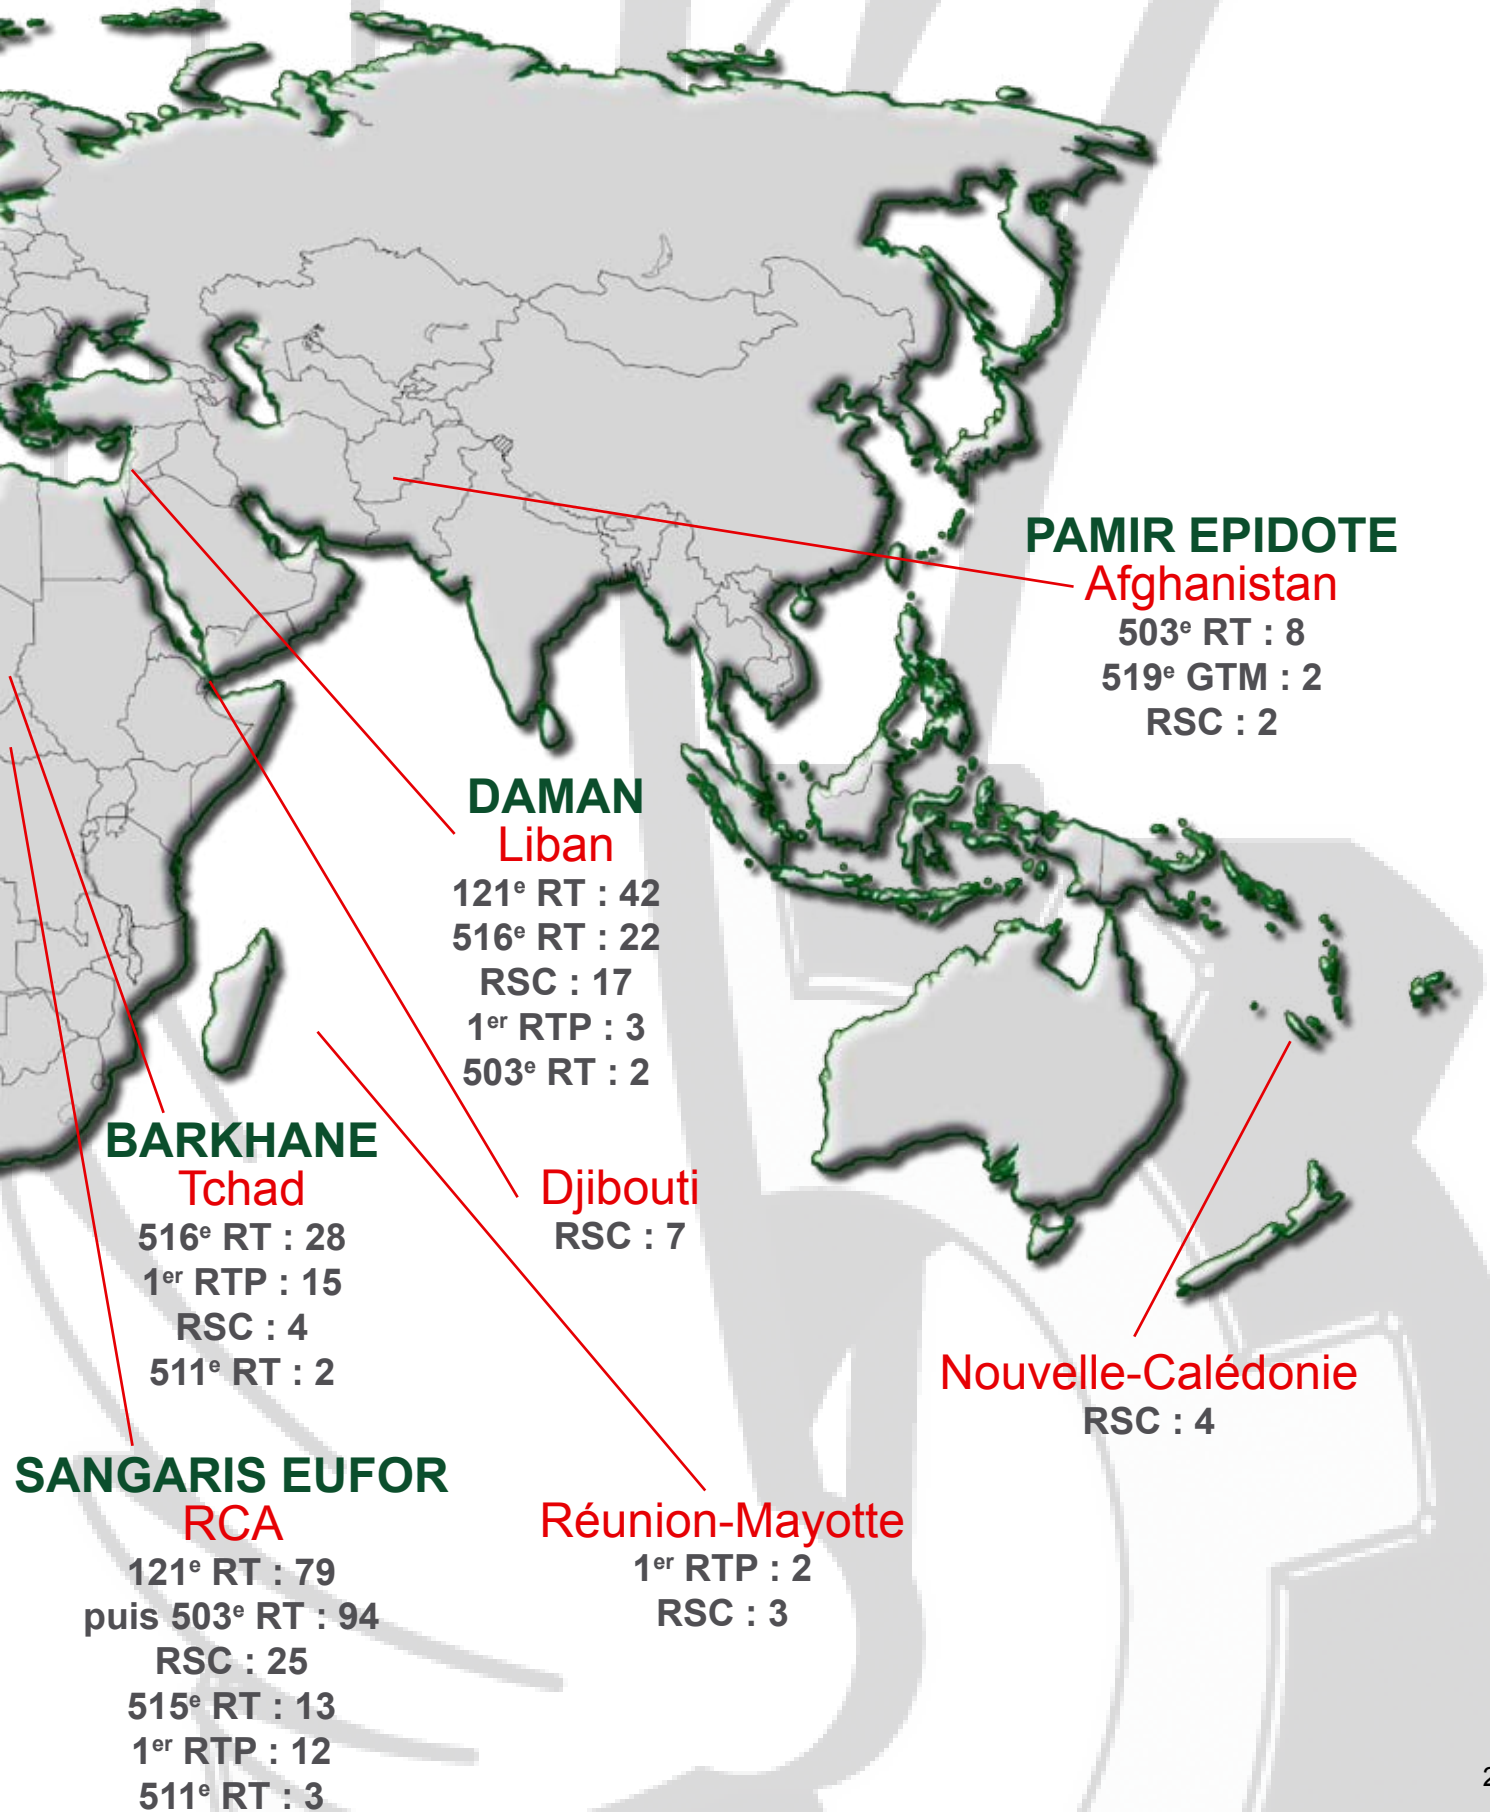 PAMIR EPIDOTE
Afghanistan
503e RT : 8
519e GTM : 2
RSC : 2
DAMAN
Liban
121e RT : 42
516e RT : 22
RSC : 17
1er RTP : 3
503e RT : 2
BARKHANE
Tchad
516e RT : 28
1er RTP : 15
RSC : 4
511e RT : 2
Djibouti
RSC : 7
Nouvelle-Calédonie
RSC : 4
SANGARIS EUFOR
RCA
121e RT : 79
puis 503e RT : 94
RSC : 25
515e RT : 13
1er RTP : 12
511e RT : 3
Réunion-Mayotte
1er RTP : 2
RSC : 3